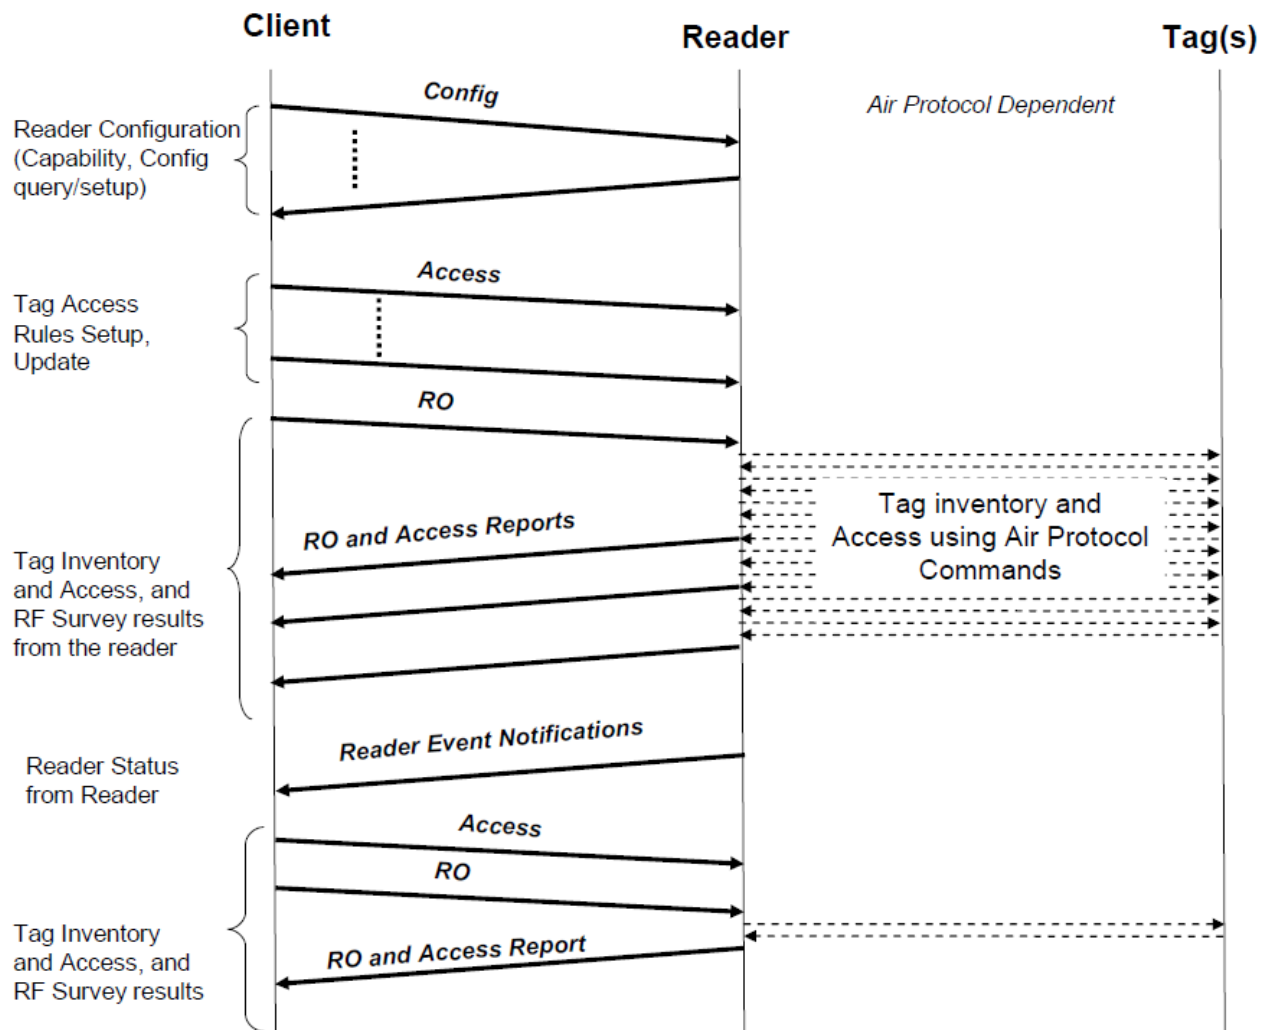 Client
Reader
Tag(s)
Config
Air Protocol Dependent
Reader Configuration
(Capability, Config
query/setup)
Access
Tag Access
Rules Setup,
Update
RO
Tag inventory and
Access using Air Protocol
Commands
RO and Access Reports
Tag Inventory
and Access, and
RF Survey results
from the reader
Reader Event Notifications
Reader Status
from Reader
Access
RO
Tag Inventory
and Access, and
RF Survey results
RO and Access Report